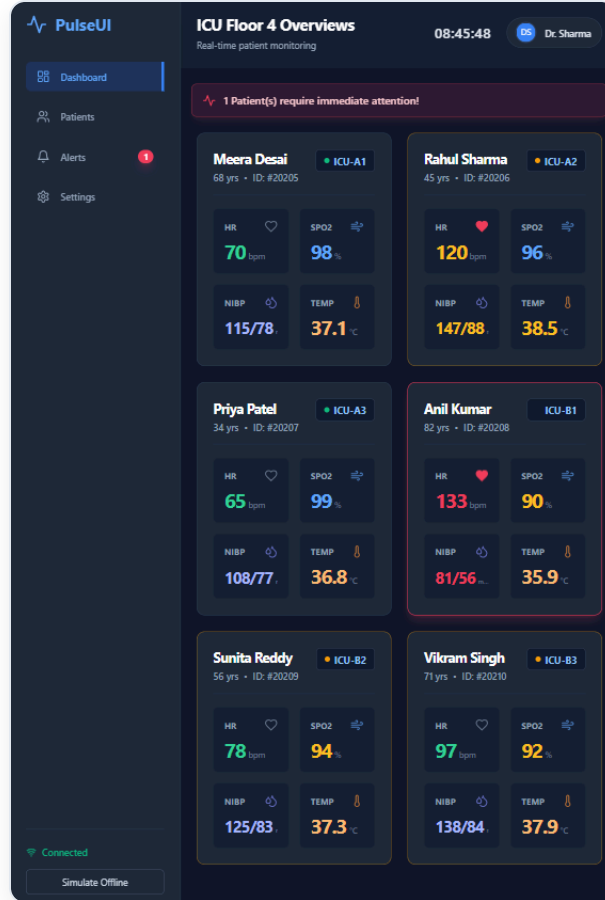 PulseUI
Dashboard
Patients
Alerts 1
Settings
Connected
Simulate Offline
ICU Floor 4 Overviews
Real-time patient monitoring
08:45:48
DS Dr. Sharma
1 Patient(s) require immediate attention!
Meera Desai ICU-A1
68 yrs • ID: #20205
HR SPO2
70 bpm 98 %
NIBP TEMP
115/78 37.1 °C
Rahul Sharma ICU-A2
45 yrs • ID: #20206
HR SPO2
120 bpm 96 %
NIBP TEMP
147/88 38.5 °C
Priya Patel ICU-A3
34 yrs • ID: #20207
HR SPO2
65 bpm 99 %
NIBP TEMP
108/77 36.8 °C
Anil Kumar ICU-B1
82 yrs • ID: #20208
HR SPO2
133 bpm 90 %
NIBP TEMP
81/56 m... 35.9 °C
Sunita Reddy ICU-B2
56 yrs • ID: #20209
HR SPO2
78 bpm 94 %
NIBP TEMP
125/83 37.3 °C
Vikram Singh ICU-B3
71 yrs • ID: #20210
HR SPO2
97 bpm 92 %
NIBP TEMP
138/84 37.9 °C